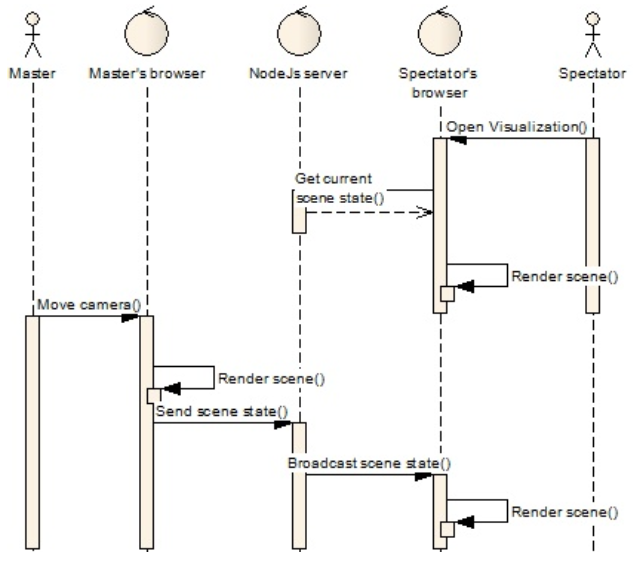 Master
Master's browser
NodeJs server
Spectator's
browser
Spectator
Open Visualization()
Get current
scene state()
Render scene()
Move camera()
Render scene()
Send scene state()
Broadcast scene state()
Render scene()